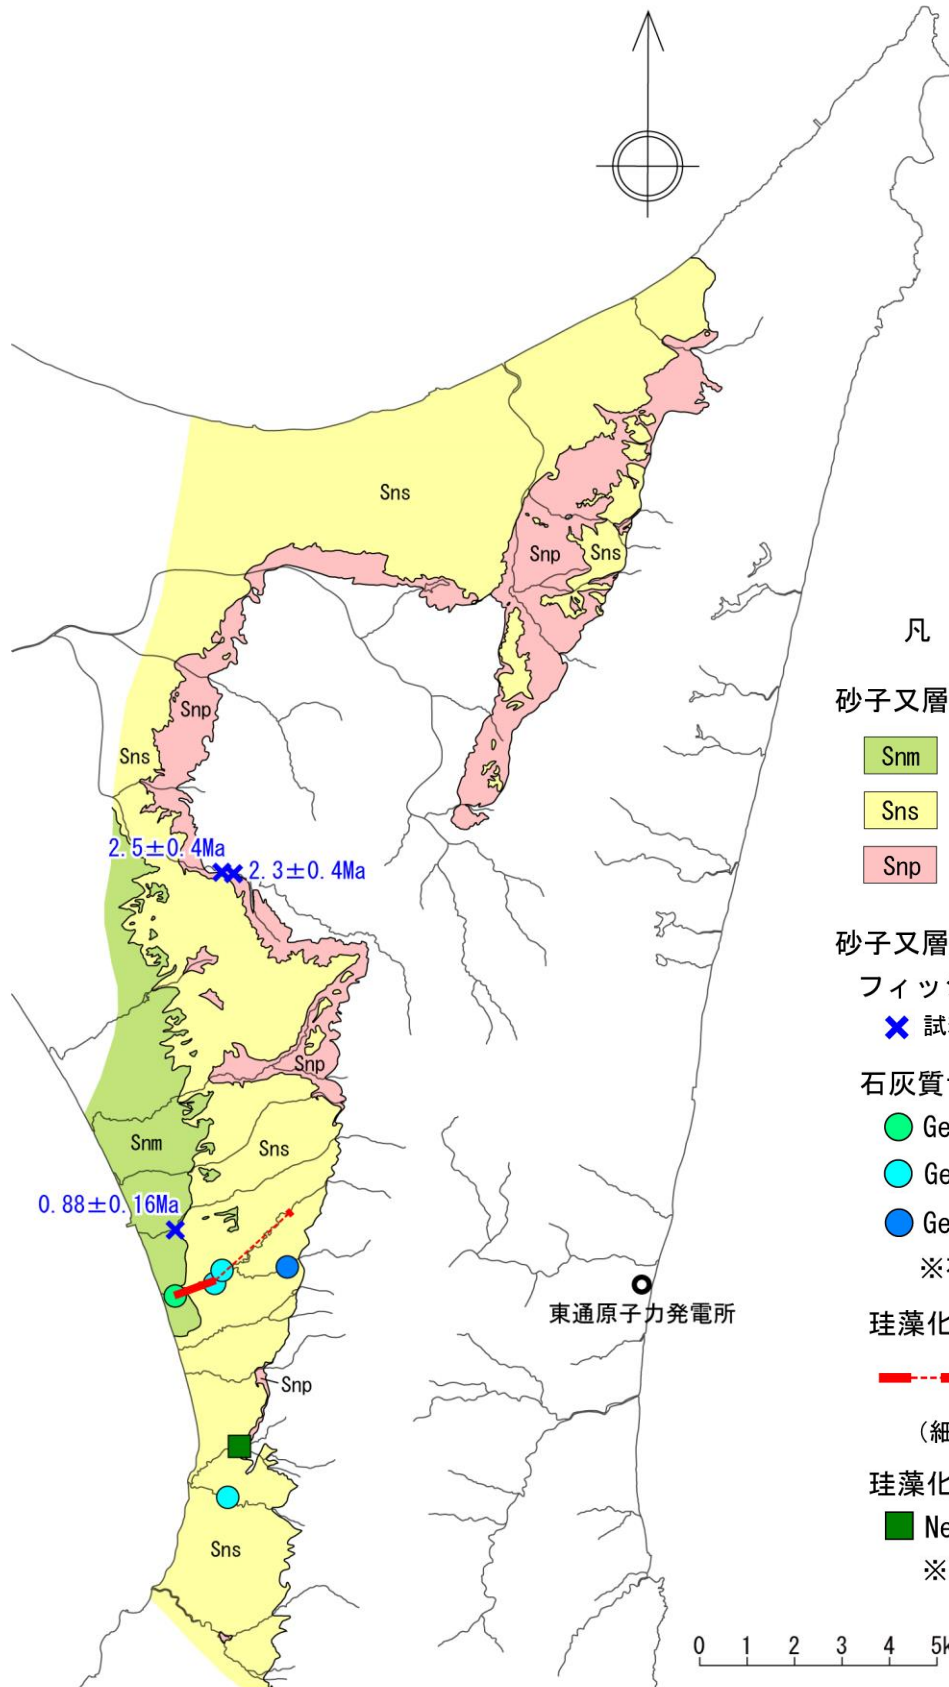 Sns
Snp
Sns
Snp
Sns
2.5±0.4Ma
2.3±0.4Ma
Snp
Snm
Sns
0.88±0.16Ma
東通原子力発電所
Snp
Sns
凡
砂子又層
Snm
Sns
Snp
砂子又層
フィッ
試
石灰質
Ge
Ge
Ge
※
珪藻化
（細
珪藻化
Ne
※
0 1 2 3 4 5k